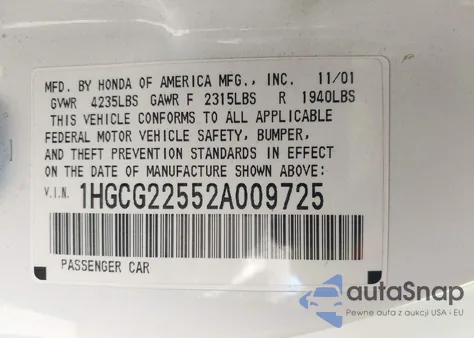 MFD. BY HONDA OF AMERICA MFG., INC. 11/01
GVWR 4235LBS GAWR F 2315LBS R 1940LBS
THIS VEHICLE CONFORMS TO ALL APPLICABLE
FEDERAL MOTOR VEHICLE SAFETY, BUMPER,
AND THEFT PREVENTION STANDARDS IN EFFECT
ON THE DATE OF MANUFACTURE SHOWN ABOVE:
V.I.N. 1HGCG22552A009725
PASSENGER CAR
autoSnap
Pewne auta z aukcji USA i EU